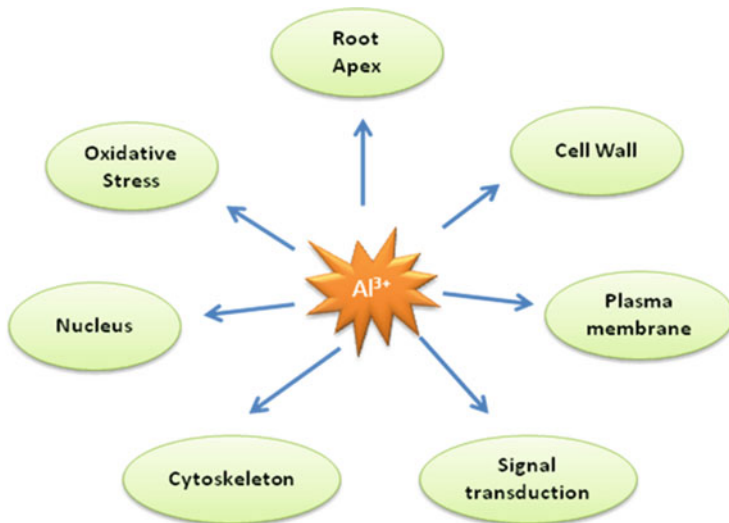 Root
Apex
Oxidative
Stress
Cell Wall
Al³⁺
Nucleus
Plasma
membrane
Cytoskeleton
Signal
transduction